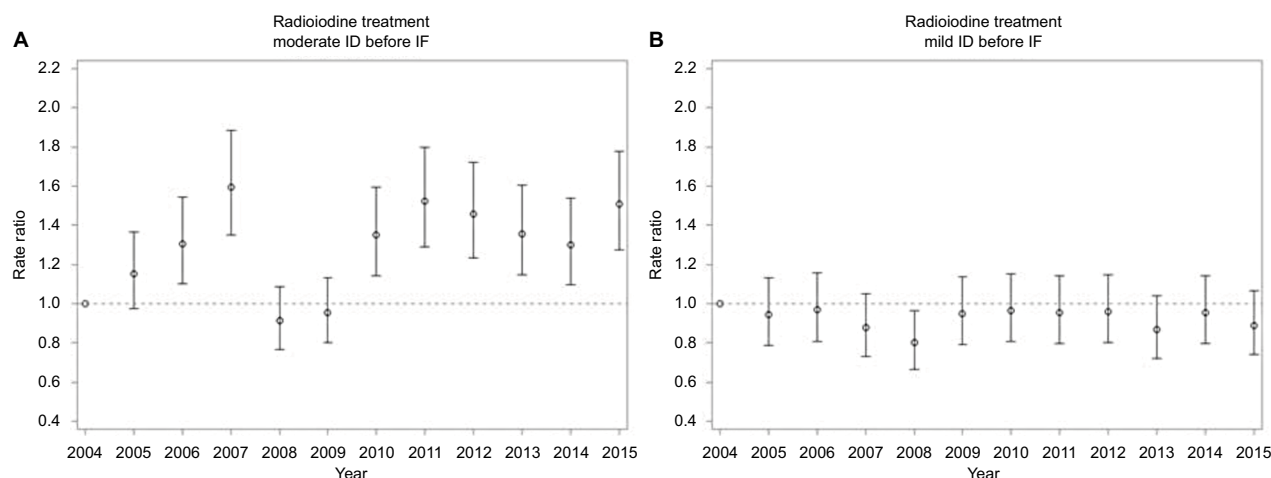 A
Radioiodine treatment
moderate ID before IF
Rate ratio
2.2
2.0
1.8
1.6
1.4
1.2
1.0
0.8
0.6
0.4
2004 2005 2006 2007 2008 2009 2010 2011 2012 2013 2014 2015
Year
B
Radioiodine treatment
mild ID before IF
Rate ratio
2.2
2.0
1.8
1.6
1.4
1.2
1.0
0.8
0.6
0.4
2004 2005 2006 2007 2008 2009 2010 2011 2012 2013 2014 2015
Year